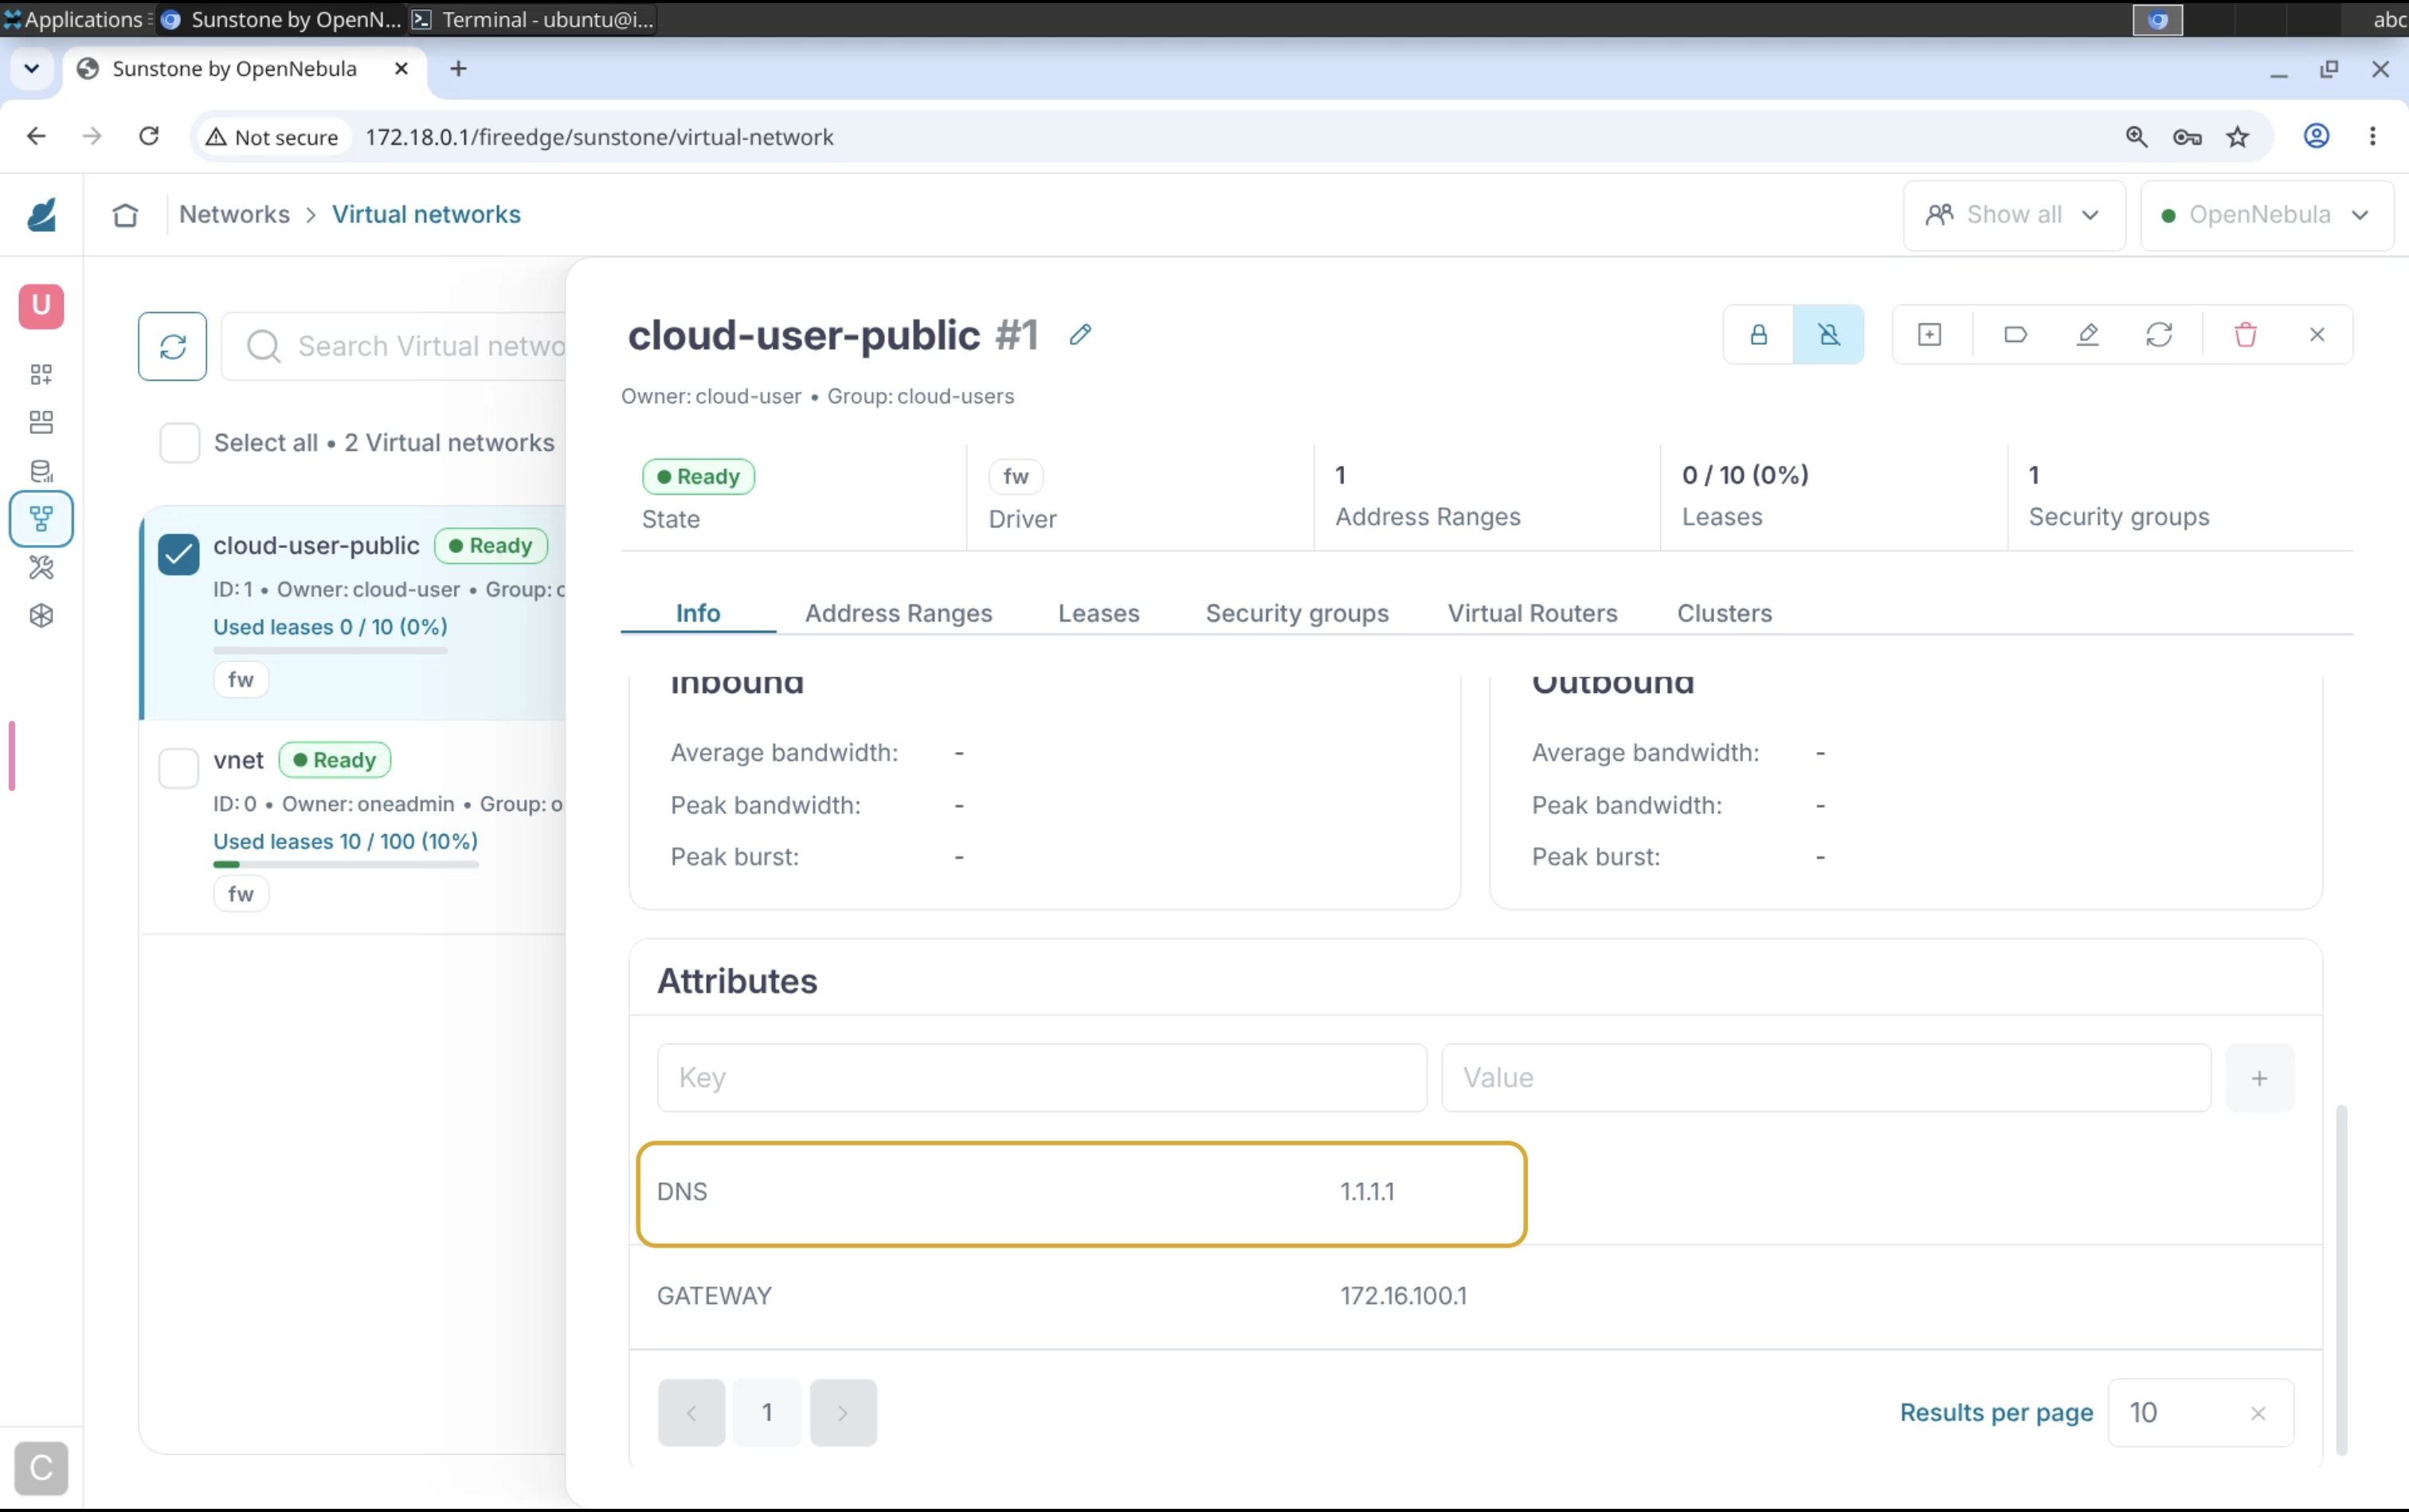 Applications
Sunstone by OpenN...
Terminal - ubuntu@i...
abc
Sunstone by OpenNebula
Not secure
172.18.0.1/fireedge/sunstone/virtual-network
Networks > Virtual networks
Show all
OpenNebula
U
Search Virtual netwo
Select all • 2 Virtual networks
cloud-user-public
Ready
ID: 1 • Owner: cloud-user • Group: c
Used leases 0 / 10 (0%)
fw
vnet
Ready
ID: 0 • Owner: oneadmin • Group: o
Used leases 10 / 100 (10%)
fw
C
cloud-user-public #1
Owner: cloud-user • Group: cloud-users
Ready
State
fw
Driver
1
Address Ranges
0 / 10 (0%)
Leases
1
Security groups
Info
Address Ranges
Leases
Security groups
Virtual Routers
Clusters
Inbound
Average bandwidth: -
Peak bandwidth: -
Peak burst: -
Outbound
Average bandwidth: -
Peak bandwidth: -
Peak burst: -
Attributes
Key
Value
+
DNS 1.1.1.1
GATEWAY 172.16.100.1
< 1 >
Results per page 10